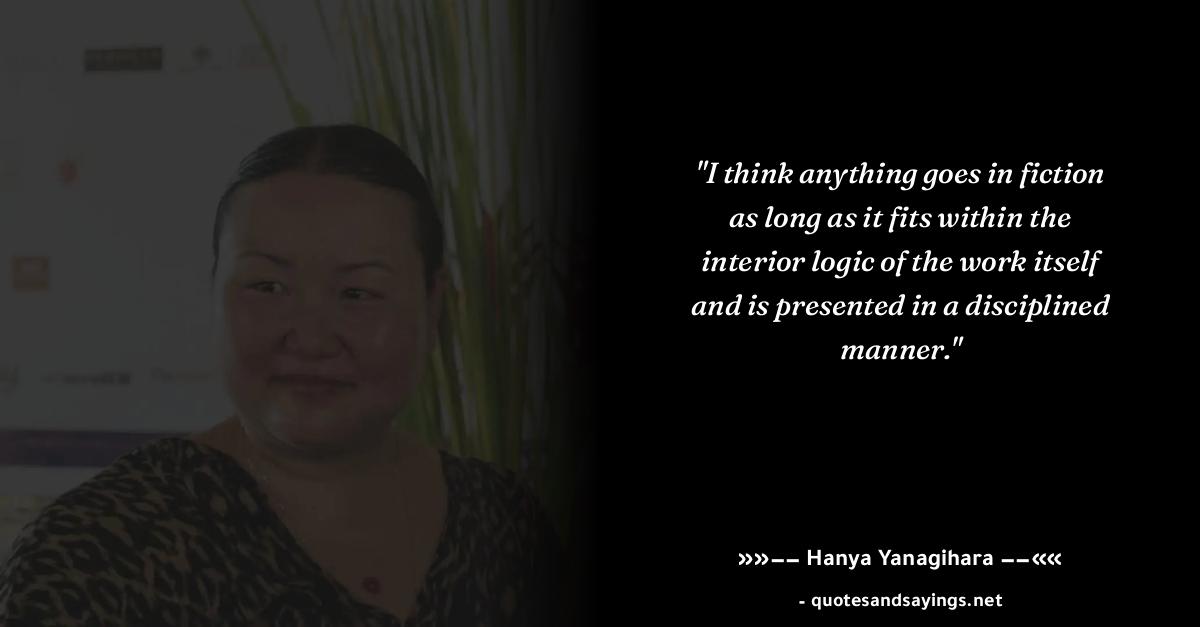 "I think anything goes in fiction
as long as it fits within the
interior logic of the work itself
and is presented in a disciplined
manner."
»»–– Hanya Yanagihara ––««
- quotesandsayings.net